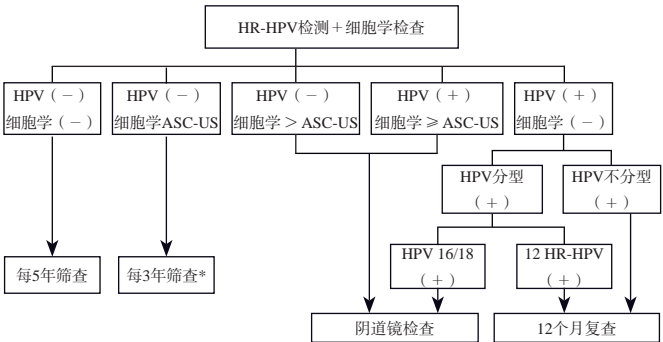 HR-HPV检测＋细胞学检查
HPV（－）
细胞学（－）
HPV（－）
细胞学ASC-US
HPV（－）
细胞学＞ASC-US
HPV（＋）
细胞学≥ASC-US
HPV（＋）
细胞学（－）
HPV分型
（＋）
HPV不分型
（＋）
每5年筛查
每3年筛查*
HPV 16/18
（＋）
12 HR-HPV
（＋）
阴道镜检查
12个月复查